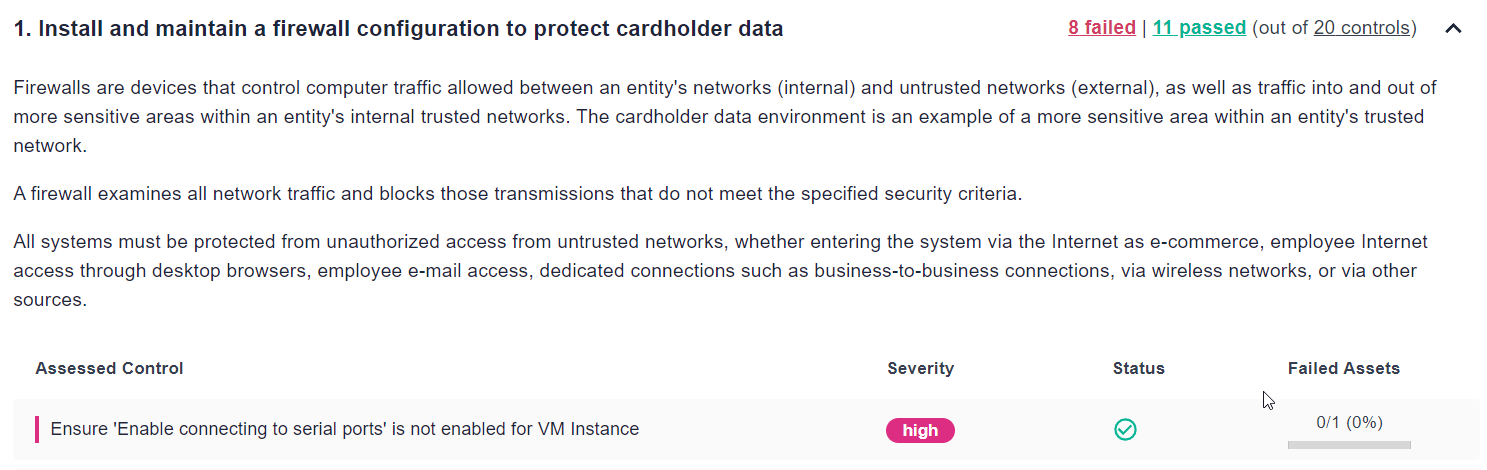 1. Install and maintain a firewall configuration to protect cardholder data
8 failed | 11 passed (out of 20 controls)
Firewalls are devices that control computer traffic allowed between an entity's networks (internal) and untrusted networks (external), as well as traffic into and out of
more sensitive areas within an entity's internal trusted networks. The cardholder data environment is an example of a more sensitive area within an entity's trusted
network.
A firewall examines all network traffic and blocks those transmissions that do not meet the specified security criteria.
All systems must be protected from unauthorized access from untrusted networks, whether entering the system via the Internet as e-commerce, employee Internet
access through desktop browsers, employee e-mail access, dedicated connections such as business-to-business connections, via wireless networks, or via other
sources.
Assessed Control Severity Status Failed Assets
Ensure 'Enable connecting to serial ports' is not enabled for VM Instance high 0/1 (0%)